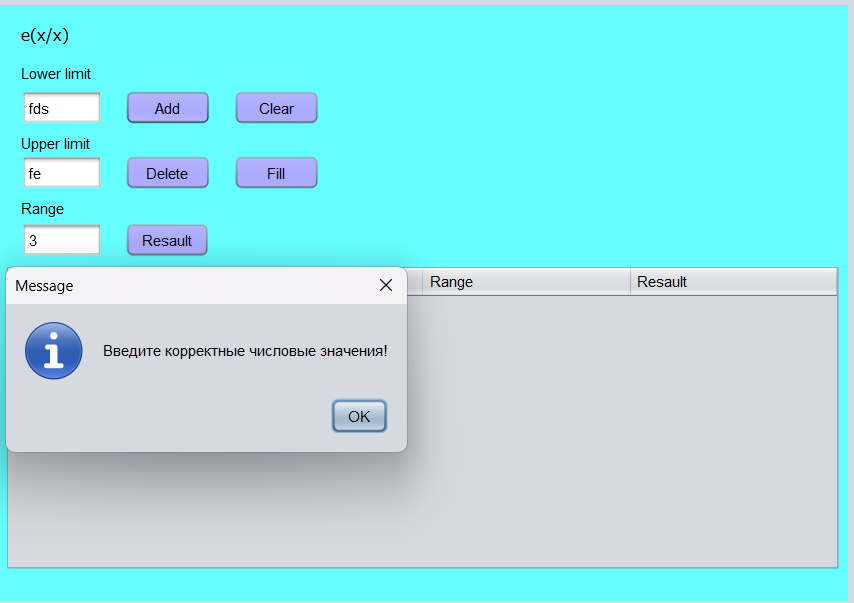 e(x/x)
Lower limit
fds Add Clear
Upper limit
fe Delete Fill
Range
3 Resault
Range Resault
Message
Введите корректные числовые значения!
OK